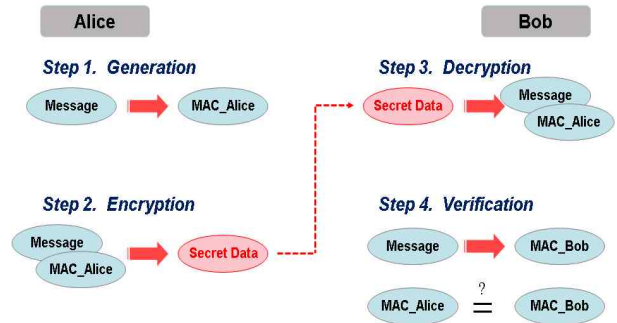 Alice
Bob
Step 1. Generation
Message
MAC_Alice
Step 2. Encryption
Message
MAC_Alice
Secret Data
Step 3. Decryption
Secret Data
Message
MAC_Alice
Step 4. Verification
Message
MAC_Bob
MAC_Alice
?
=
MAC_Bob